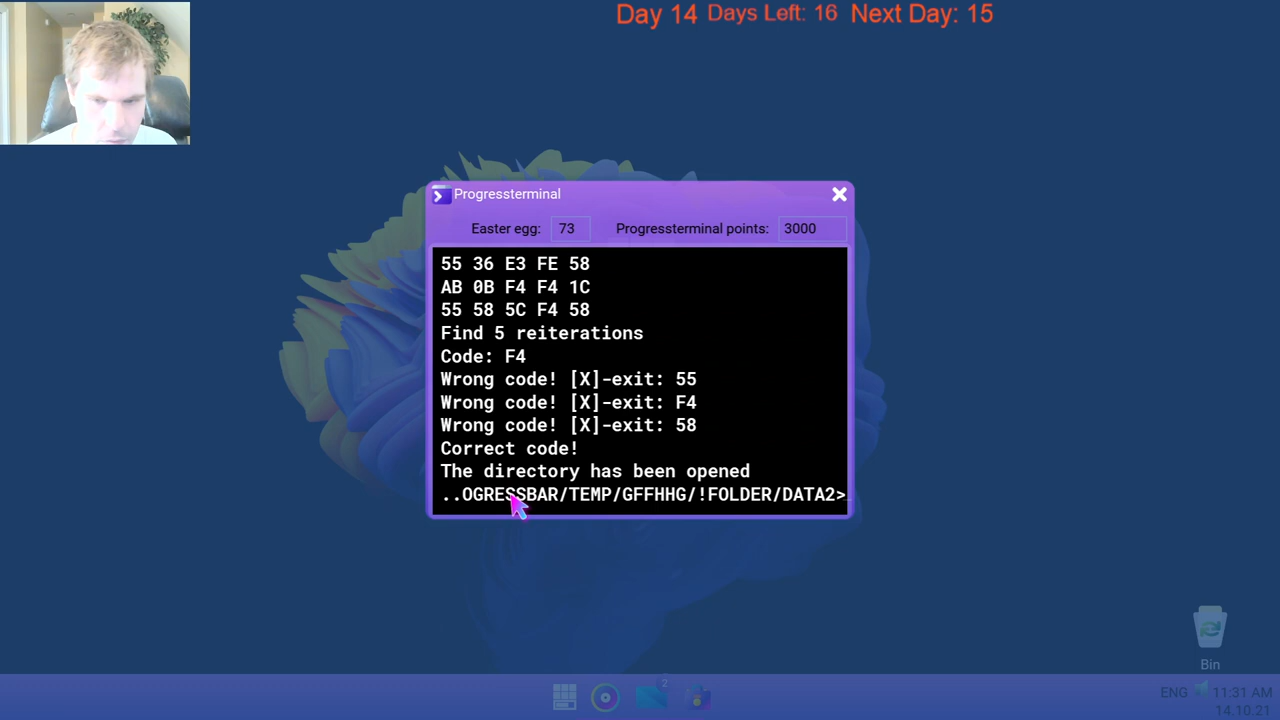 Day 14 Days Left: 16 Next Day: 15
Progressterminal
Easter egg: 73 Progressterminal points: 3000
55 36 E3 FE 58
AB 0B F4 F4 1C
55 58 5C F4 58
Find 5 reiterations
Code: F4
Wrong code! [X]-exit: 55
Wrong code! [X]-exit: F4
Wrong code! [X]-exit: 58
Correct code!
The directory has been opened
..OGRESSBAR/TEMP/GFFHHG/!FOLDER/DATA2>_
Bin
2
ENG 11:31 AM
14.10.21